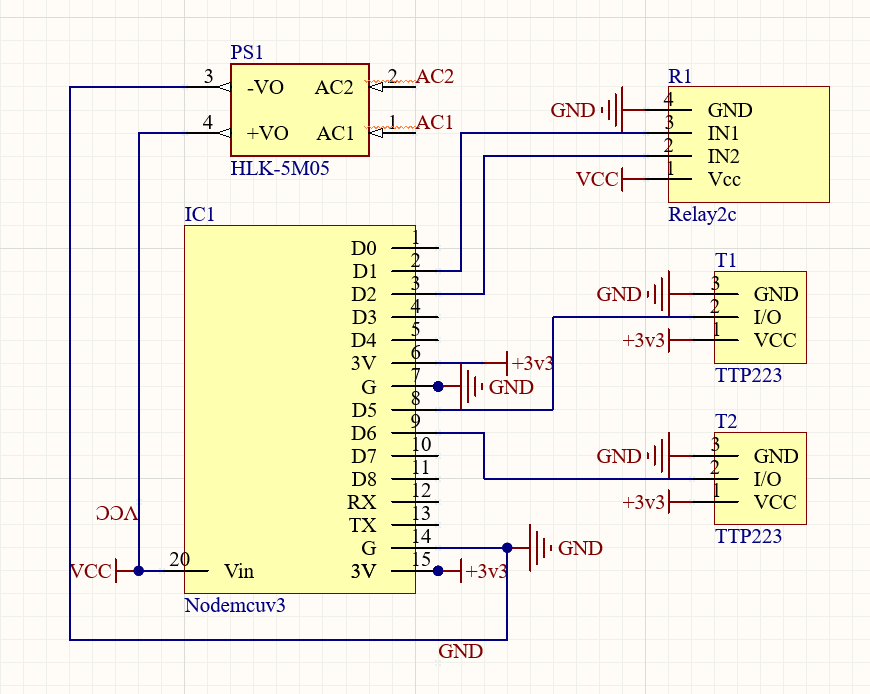 PS1
3 -VO AC2 2 AC2
4 +VO AC1 1 AC1
HLK-5M05
R1
GND 4 GND
3 IN1
2 IN2
VCC 1 Vcc
Relay2c
IC1
D0 1
D1 2
D2 3
D3 4
D4 5
3V 6 +3v3
G 7 GND
D5 8
D6 9
D7 10
D8 11
RX 12
TX 13
G 14 GND
3V 15 +3v3
VCC
VCC 20 Vin
Nodemcuv3
GND
T1
GND 3 GND
2 I/O
+3v3 1 VCC
TTP223
T2
GND 3 GND
2 I/O
+3v3 1 VCC
TTP223